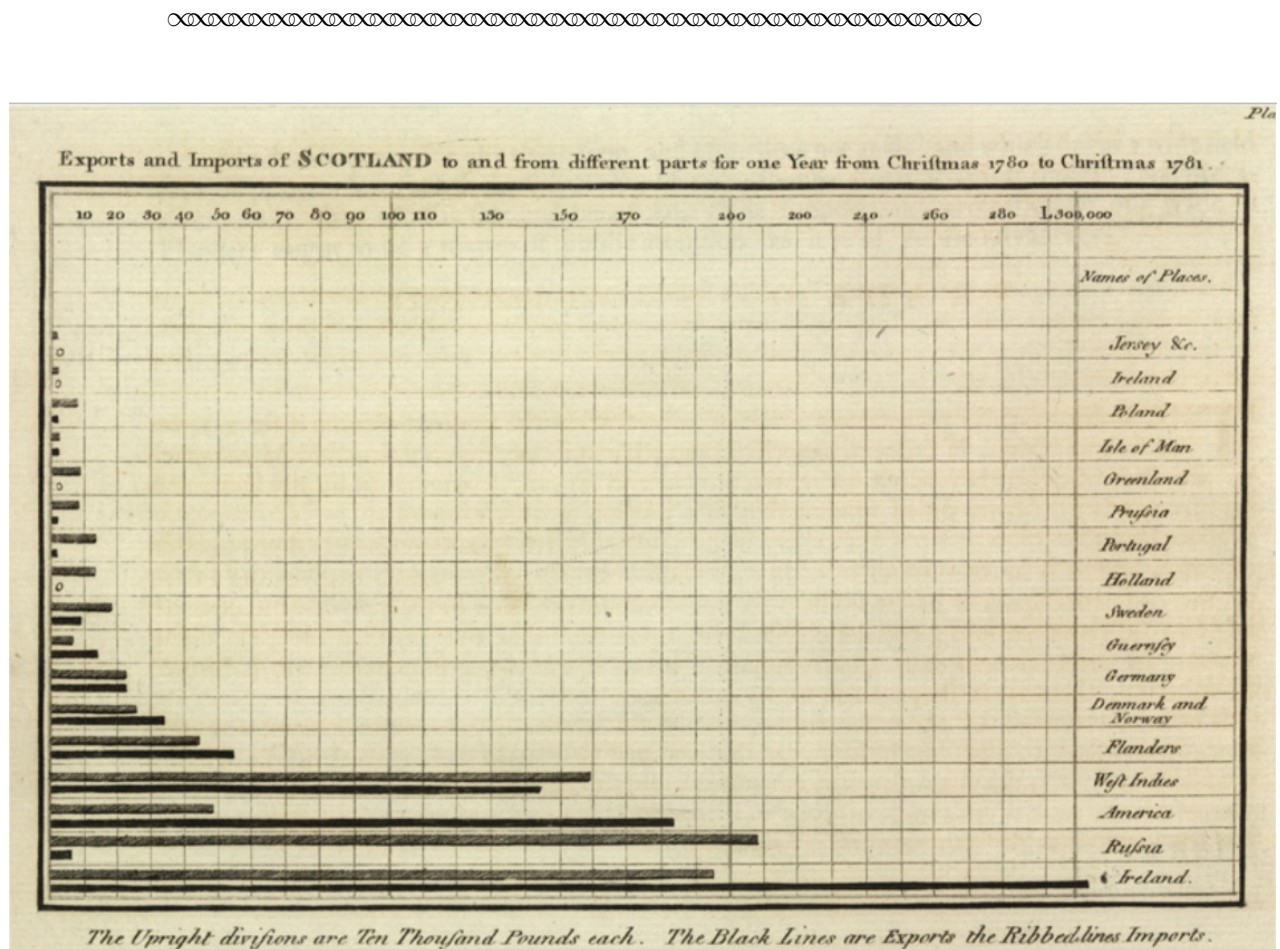 Pla
Exports and Imports of SCOTLAND to and from different parts for one Year from Chriſtmas 1780 to Chriſtmas 1781.
10 20 30 40 50 60 70 80 90 100 110 130 150 170 200 200 240 260 280 L300,000
Names of Places.
Jersey &c.
Ireland
Poland
Isle of Man
Greenland
Pruſsia
Portugal
Holland
Sweden
Guernſey
Germany
Denmark and
Norway
Flanders
Weſt Indies
America
Ruſsia
Ireland.
The Upright diviſions are Ten Thouſand Pounds each. The Black Lines are Exports the Ribbed lines Imports.